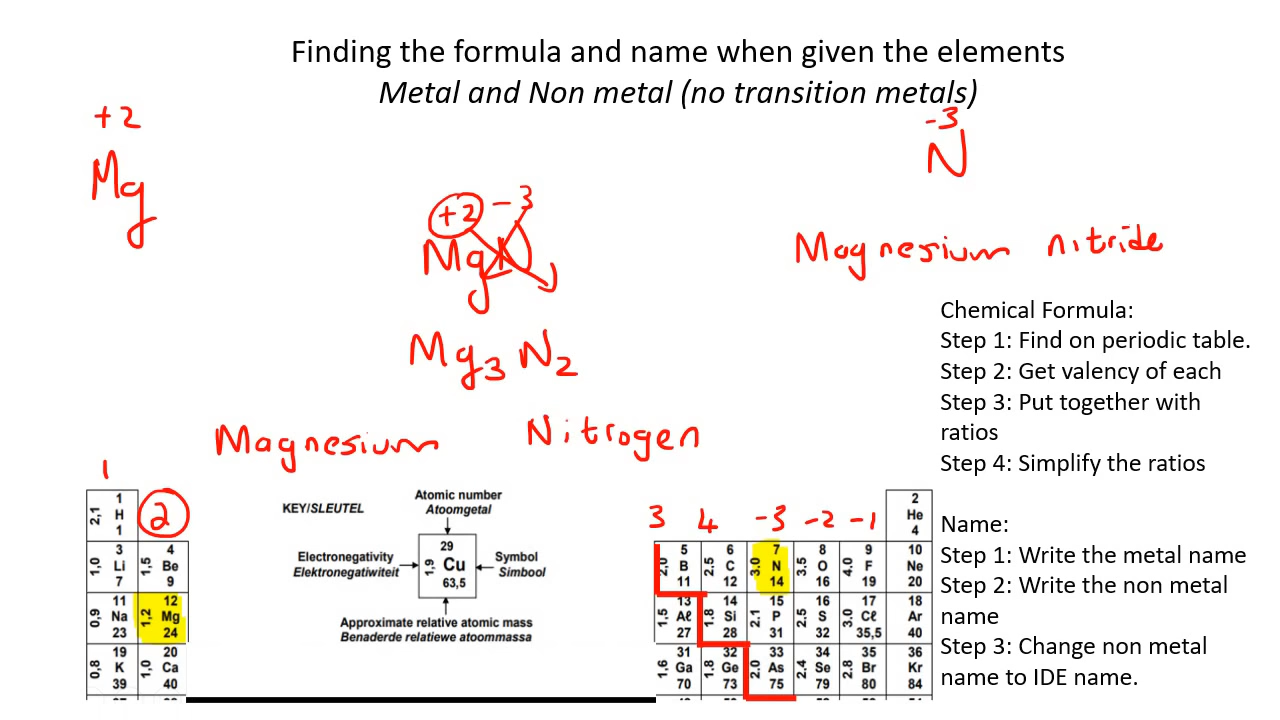 Finding the formula and name when given the elements
Metal and Non metal (no transition metals)
+2
Mg
-3
N
+2 -3
MgN
Mg3N2
Magnesium nitride
Magnesium Nitrogen
Chemical Formula:
Step 1: Find on periodic table.
Step 2: Get valency of each
Step 3: Put together with
ratios
Step 4: Simplify the ratios
Name:
Step 1: Write the metal name
Step 2: Write the non metal
name
Step 3: Change non metal
name to IDE name.
1
2
2,1 1 H 1
1,0 3 Li 7
1,5 4 Be 9
0,9 11 Na 23
1,2 12 Mg 24
0,8 19 K 39
1,0 20 Ca 40
KEY/SLEUTEL
Atomic number
Atoomgetal
Electronegativity
Elektronegatiwiteit
29
1,9 Cu
63,5
Symbol
Simbool
Approximate relative atomic mass
Benaderde relatiewe atoommassa
3 4 -3 -2 -1
2 He 4
2,0 5 B 11
2,5 6 C 12
3,0 7 N 14
3,5 8 O 16
4,0 9 F 19
10 Ne 20
1,5 13 Aℓ 27
1,8 14 Si 28
2,1 15 P 31
2,5 16 S 32
3,0 17 Cℓ 35,5
18 Ar 40
1,6 31 Ga 70
1,8 32 Ge 73
2,0 33 As 75
2,4 34 Se 79
2,8 35 Br 80
36 Kr 84